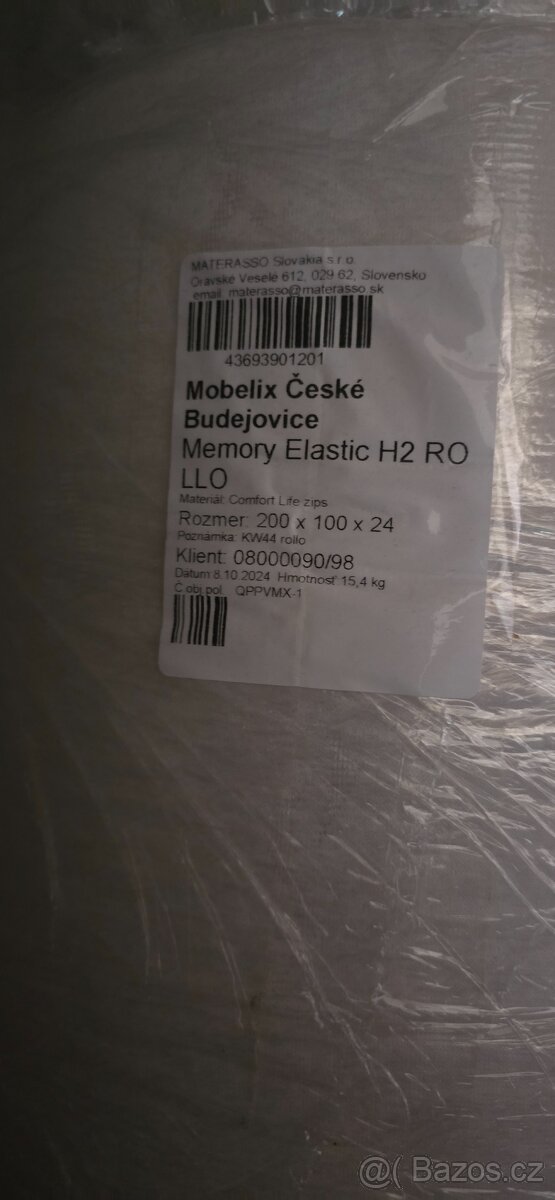 MATERASSO Slovakia s.r.o.
Oravské Veselé 612, 029 62, Slovensko
email: materasso@materasso.sk
43693901201
Mobelix České
Budejovice
Memory Elastic H2 RO
LLO
Materiál: Comfort Life zips
Rozmer: 200 x 100 x 24
Poznámka: KW44 rollo
Klient: 08000090/98
Dátum 8.10.2024 Hmotnosť 15,4 kg
Č.obj.pol. QPPVMX-1
@( Bazos.cz